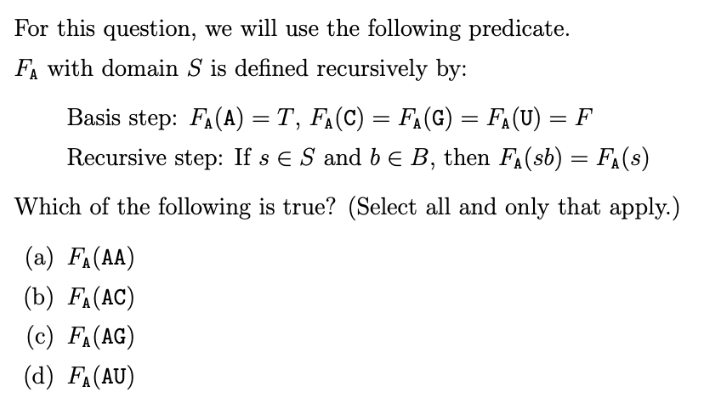 For this question, we will use the following predicate.
F_A with domain S is defined recursively by:
Basis step: F_A(A) = T, F_A(C) = F_A(G) = F_A(U) = F
Recursive step: If s ∈ S and b ∈ B, then F_A(sb) = F_A(s)
Which of the following is true? (Select all and only that apply.)
(a) F_A(AA)
(b) F_A(AC)
(c) F_A(AG)
(d) F_A(AU)